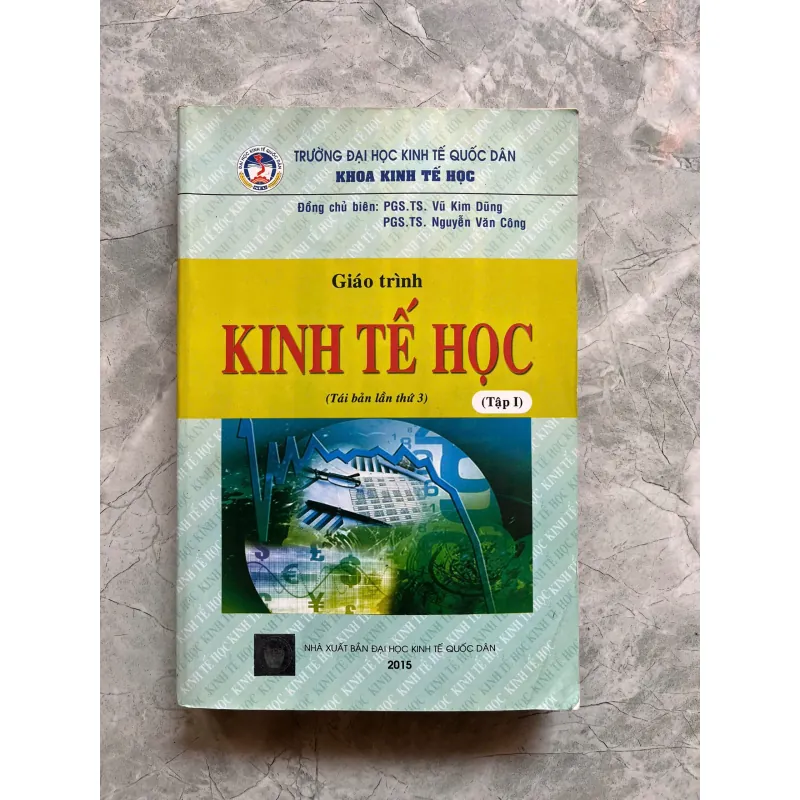 TRƯỜNG ĐẠI HỌC KINH TẾ QUỐC DÂN
KHOA KINH TẾ HỌC
Đồng chủ biên: PGS.TS. Vũ Kim Dũng
PGS.TS. Nguyễn Văn Công
Giáo trình
KINH TẾ HỌC
(Tái bản lần thứ 3)
(Tập I)
NHÀ XUẤT BẢN ĐẠI HỌC KINH TẾ QUỐC DÂN
2015